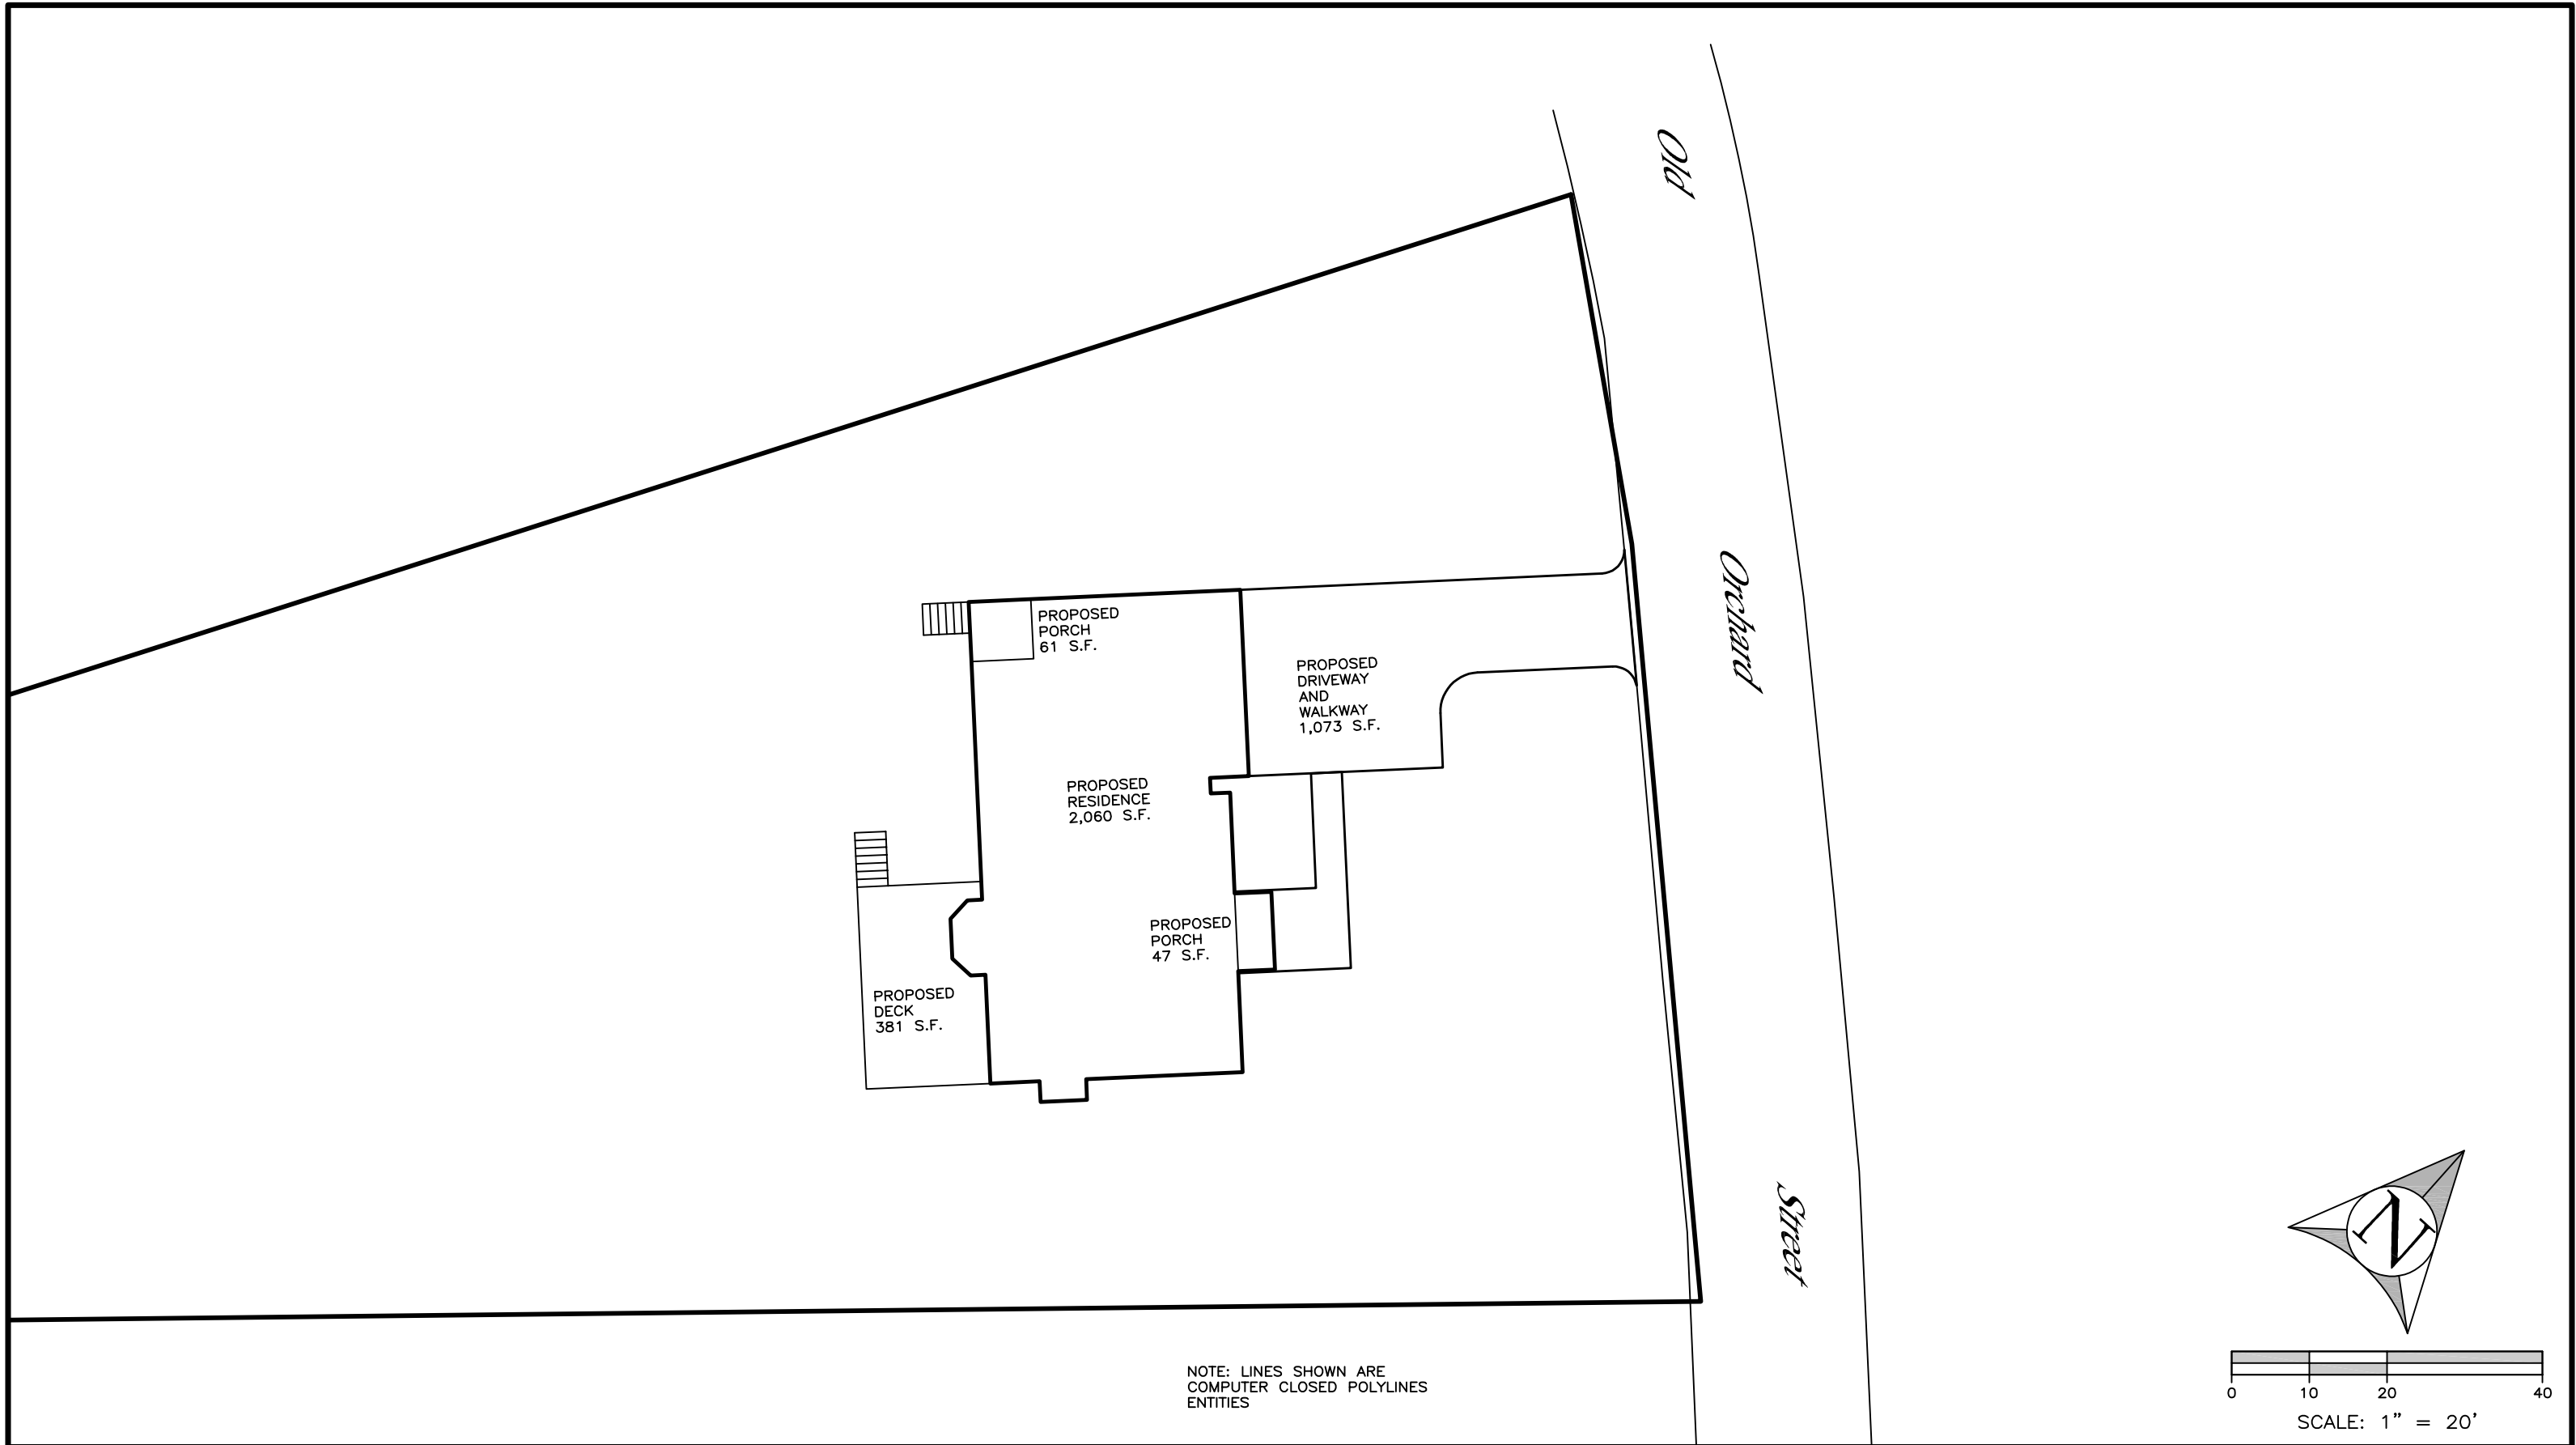 Old
PROPOSED
PORCH
61 S.F.
Orchard
PROPOSED
DRIVEWAY
AND
WALKWAY
1,073 S.F.
PROPOSED
RESIDENCE
2,060 S.F.
PROPOSED
PORCH
47 S.F.
PROPOSED
DECK
381 S.F.
Street
N
NOTE: LINES SHOWN ARE
COMPUTER CLOSED POLYLINES
ENTITIES
0 10 20 40
SCALE: 1" = 20'